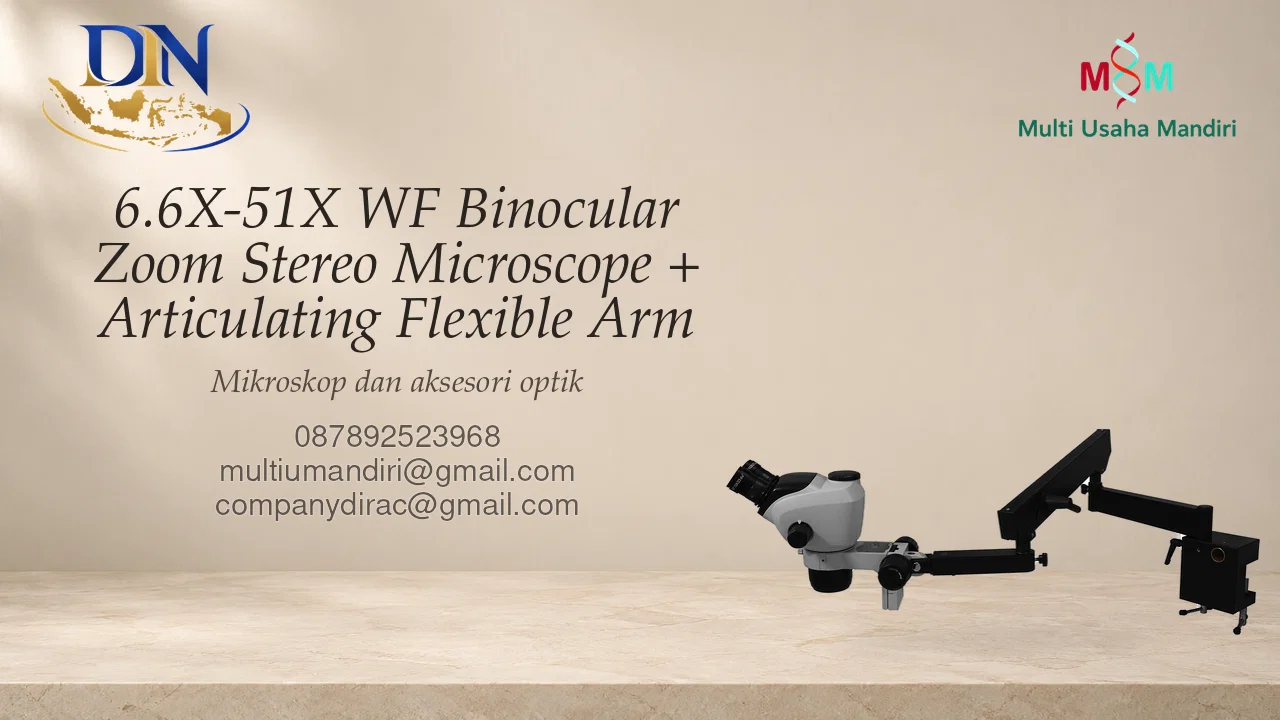 DN
M M
Multi Usaha Mandiri
6.6X-51X WF Binocular
Zoom Stereo Microscope +
Articulating Flexible Arm
Mikroskop dan aksesori optik
087892523968
multiumandiri@gmail.com
companydirac@gmail.com